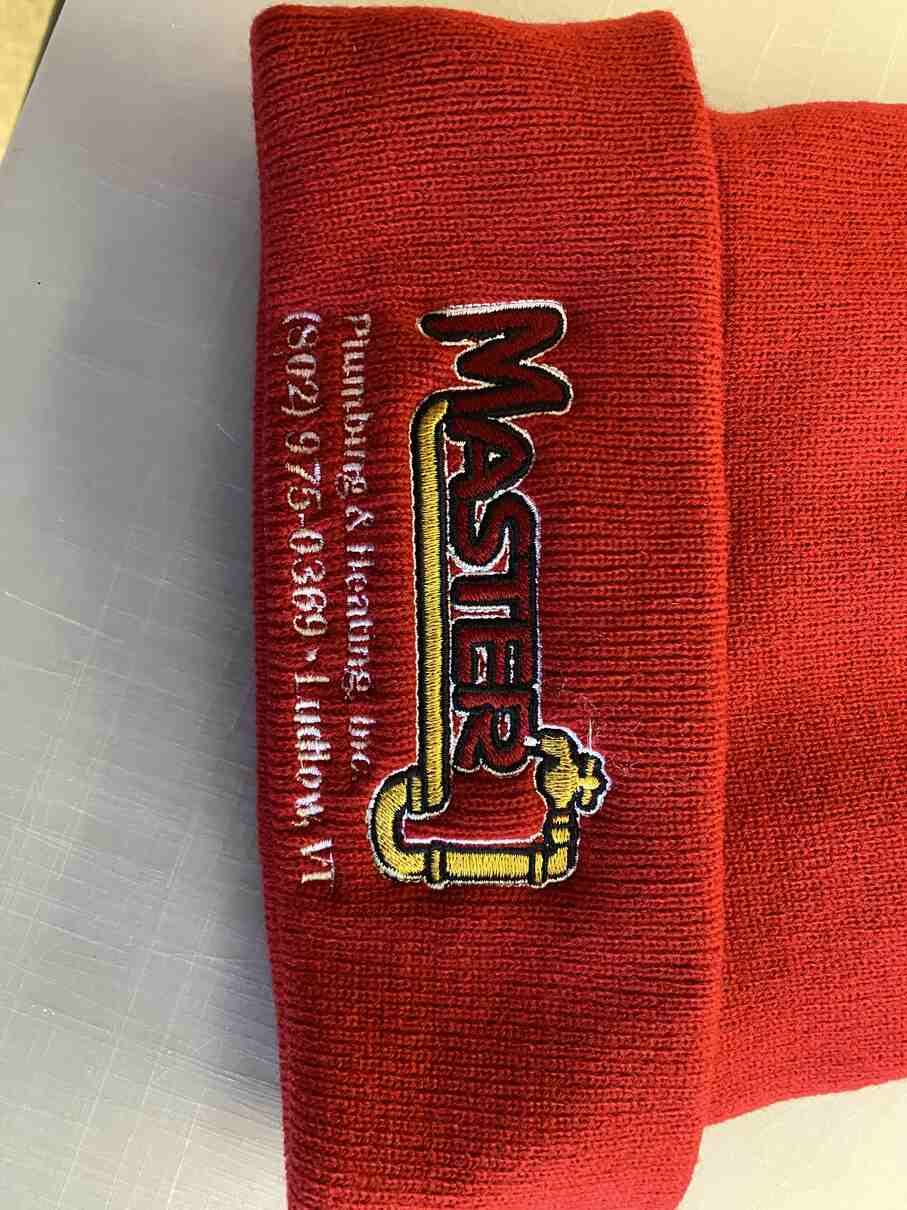 MASTER
Plumbing & Heating, Inc.
(802) 975-0369 • Ludlow, VT